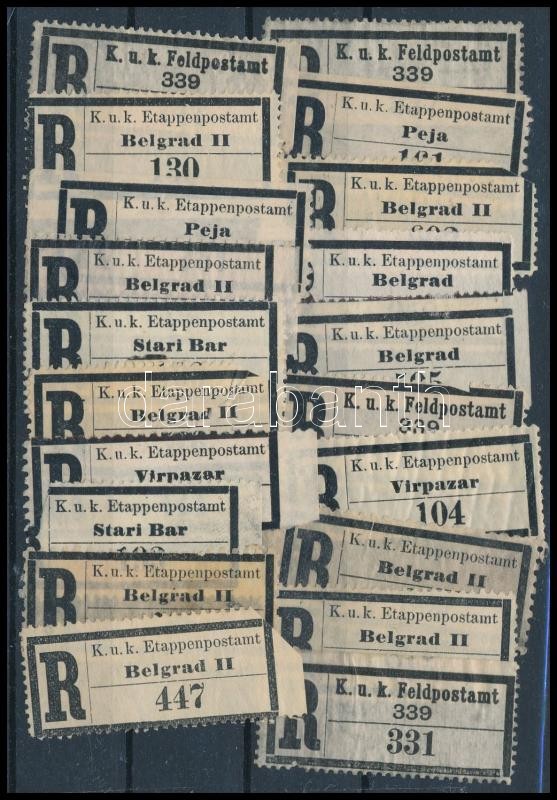 R
K. u. k. Feldpostamt
339
K. u. k. Etappenpostamt
R
Belgrad II
130
K. u. k. Etappenpostamt
R
Peja
K. u. k. Etappenpostamt
R
Belgrad II
K. u. k. Etappenpostamt
R
Stari Bar
K. u. k. Etappenpostamt
R
Belgrad II
K. u. k. Etappenpostamt
R
Virpazar
K. u. k. Etappenpostamt
Stari Bar
K. u. k. Etappenpostamt
R
Belgrad II
K. u. k. Etappenpostamt
R
Belgrad II
447
K. u. k. Feldpostamt
R
339
K. u. k. Etappenpostamt
R
Peja
K. u. k. Etappenpostamt
R
Belgrad II
K. u. k. Etappenpostamt
Belgrad
K. u. k. Etappenpostamt
R
Belgrad
105
K. u. k. Feldpostamt
R
339
K. u. k. Etappenpostamt
R
Virpazar
104
K. u. k. Etappenpostamt
R
Belgrad II
K. u. k. Etappenpostamt
R
Belgrad II
K. u. k. Feldpostamt
R
339
331
darabanth